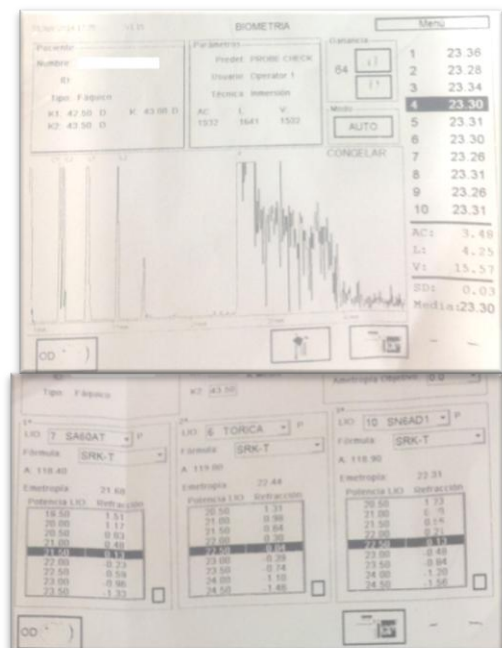 BIOMETRIA
Menú
Paciente
Nombre:
ID:
Tipo: Fáquico
K1: 42.50 D K: 43.00 D
K2: 43.50 D
Parámetros
Predet PROBE CHECK
Usuario Operator 1
Técnica Inmersión
AC: L: V:
1532 1641 1532
Ganancia
64
Modo
AUTO
CONGELAR
1 23.36
2 23.28
3 23.34
4 23.30
5 23.31
6 23.30
7 23.26
8 23.31
9 23.26
10 23.31
AC: 3.48
L: 4.25
V: 15.57
SD: 0.03
Media: 23.30
OD
Tipo Fáquico
K2: 43.50
Ametropía Objetivo 0.0
LIO: 7 SA60AT P
Fórmula: SRK-T
A: 118.40
Emetropía: 21.68
Potencia LIO Refracción
1.51
20.00 1.17
20.50 0.83
21.00 0.48
21.50 0.13
22.00 -0.23
22.50 -0.59
23.00 -0.96
23.50 -1.33
LIO: 6 TORICA P
Fórmula: SRK-T
Emetropía: 22.44
Potencia LIO Refracción
20.50 1.31
21.00 0.98
21.50 0.64
22.00 0.30
22.50 -0.04
23.00 -0.39
23.50 -0.74
24.00 -1.10
24.50 -1.46
LIO: 10 SN6AD1 P
Fórmula: SRK-T
A: 118.90
Emetropía: 22.31
Potencia LIO Refracción
20.50
21.00
21.50
22.00
22.50
23.00 -0.48
23.50 -0.84
24.00 -1.20
24.50 -1.56
OD